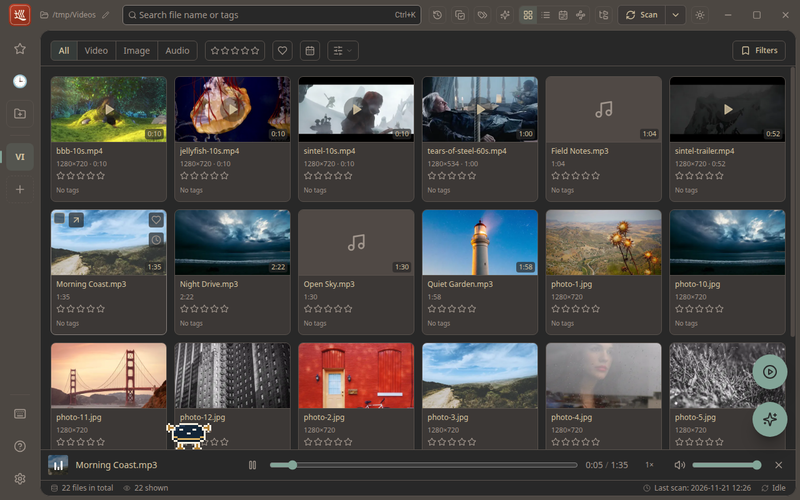 /tmp/Videos
Search file name or tags
Ctrl+K
Scan
All
Video
Image
Audio
Filters
VI
0:10
0:10
0:10
1:00
1:04
0:52
bbb-10s.mp4
jellyfish-10s.mp4
sintel-10s.mp4
tears-of-steel-60s.mp4
Field Notes.mp3
sintel-trailer.mp4
1280×720 · 0:10
1280×720 · 0:10
1280×720 · 0:10
1280×534 · 1:00
1:04
1280×720 · 0:52
No tags
No tags
No tags
No tags
No tags
No tags
1:35
2:22
1:30
1:58
Morning Coast.mp3
Night Drive.mp3
Open Sky.mp3
Quiet Garden.mp3
photo-1.jpg
photo-10.jpg
1:35
2:22
1:30
1:58
1280×720
1280×720
No tags
No tags
No tags
No tags
No tags
No tags
photo-11.jpg
photo-12.jpg
photo-2.jpg
photo-3.jpg
photo-4.jpg
photo-5.jpg
1280×720
1280×720
1280×720
1280×720
1280×720
Morning Coast.mp3
0:05 / 1:35
1×
22 files in total
22 shown
Last scan: 2026-11-21 12:26
Idle